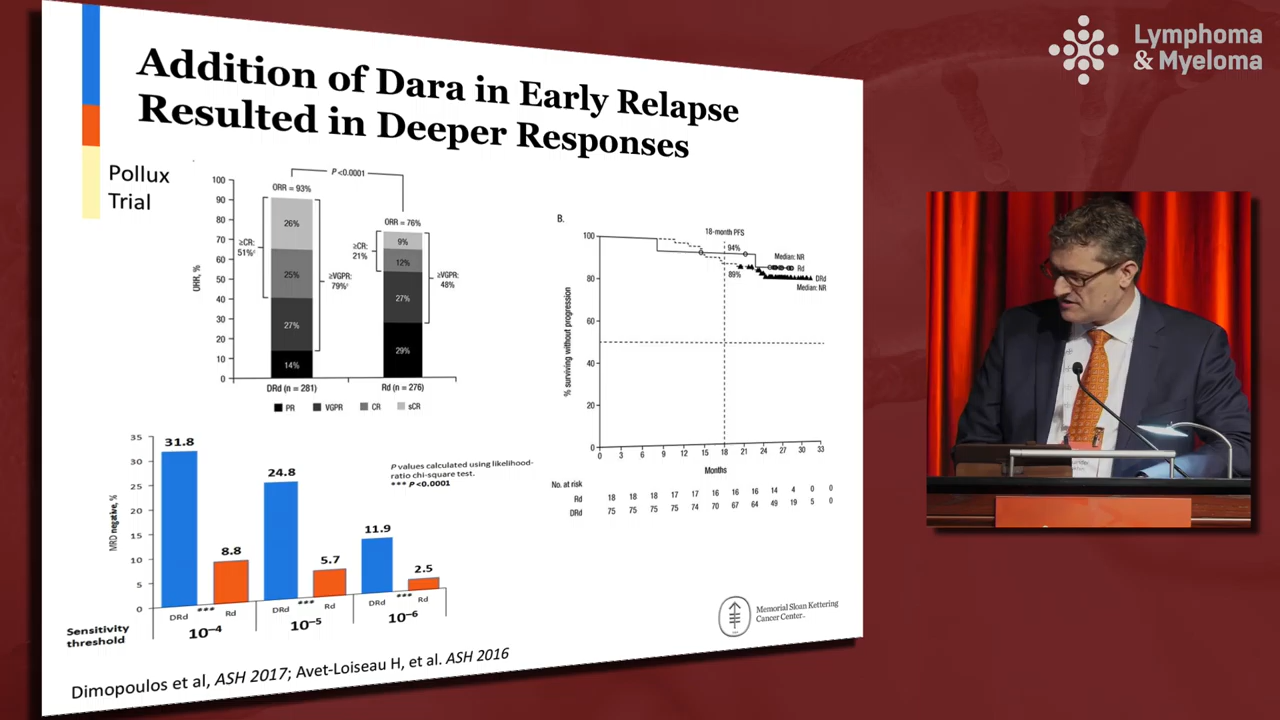 Lymphoma
& Myeloma
Addition of Dara in Early Relapse
Resulted in Deeper Responses
Pollux
Trial
P <0.0001
ORR = 93%
ORR = 76%
100
90
80
70
60
50
40
30
20
10
0
26%
25%
27%
14%
≥CR:
≥VGPR:
9%
12%
27%
29%
≥CR:
21%
≥VGPR:
48%
DRd (n = 281)
Rd (n = 276)
PR VGPR CR sCR
B.
18-month PFS
% surviving without progression
100
80
60
40
20
0
94%
89%
Median: NR
Rd
DRd
Median: NR
0 3 6 9 12 15 18 21 24 27 30 33
Months
No. at risk
Rd 18 18 18 17 17 16 16 16 14 4 0 0
DRd 75 75 75 75 74 70 67 64 49 19 5 0
MRD negative, %
35
30
25
20
15
10
5
0
31.8
8.8
24.8
5.7
11.9
2.5
P values calculated using likelihood-
ratio chi-square test.
*** P <0.0001
DRd *** Rd
DRd *** Rd
DRd *** Rd
Sensitivity
threshold
10–4
10–5
10–6
Memorial Sloan Kettering
Cancer Center
Dimopoulos et al, ASH 2017; Avet-Loiseau H, et al. ASH 2016